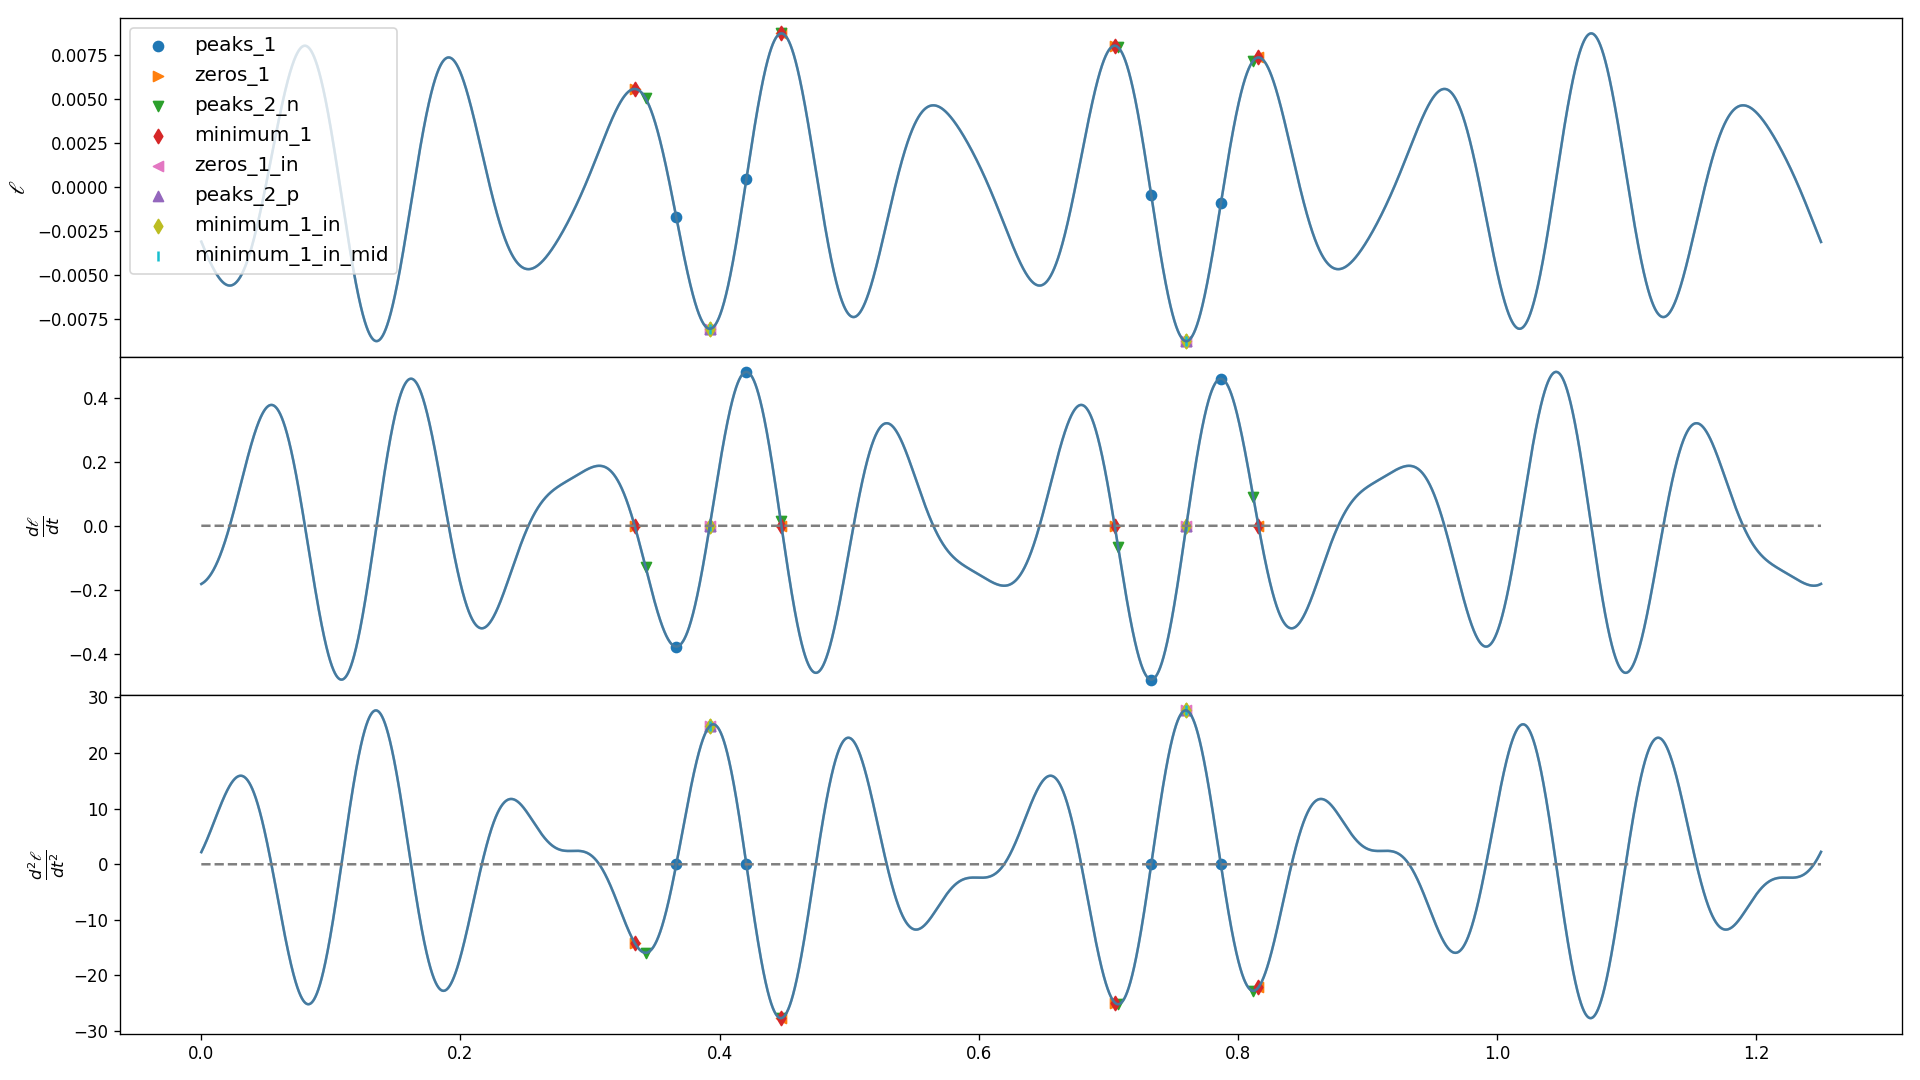 peaks_1
zeros_1
peaks_2_n
minimum_1
zeros_1_in
peaks_2_p
minimum_1_in
minimum_1_in_mid
0.0075
0.0050
0.0025
0.0000
−0.0025
−0.0050
−0.0075
ℓ
0.4
0.2
0.0
−0.2
−0.4
dℓ
dt
30
20
10
0
−10
−20
−30
d²ℓ
dt²
0.0 0.2 0.4 0.6 0.8 1.0 1.2